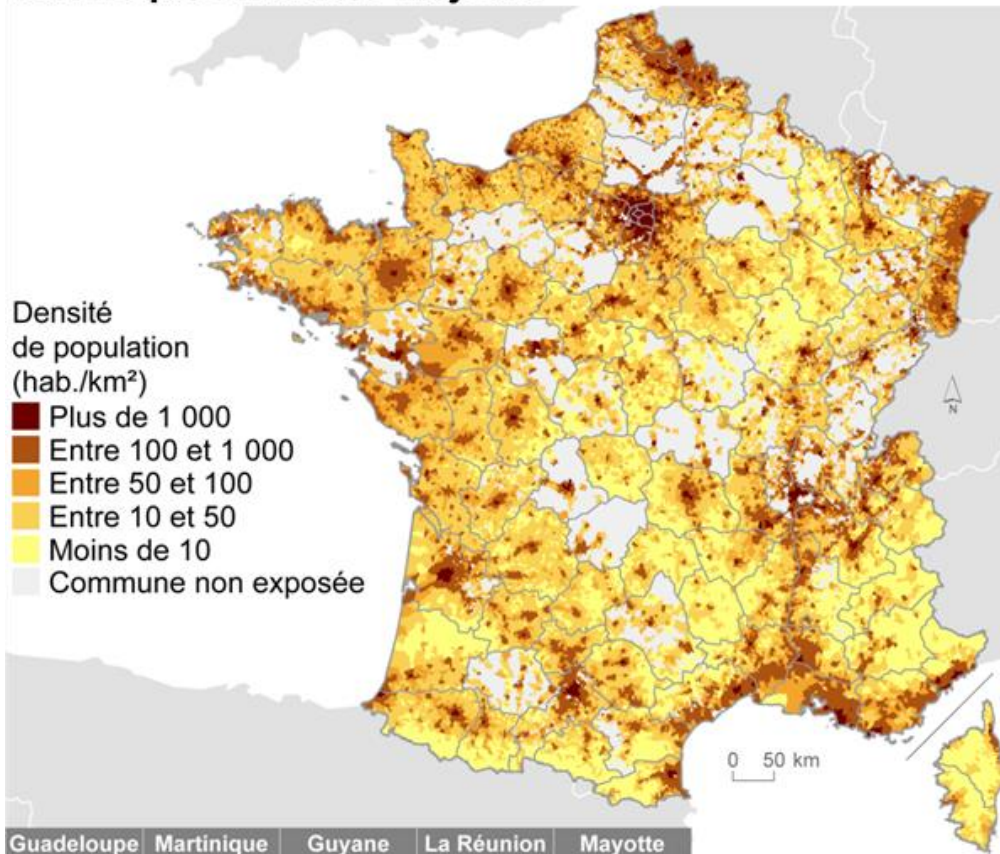 Densité
de population
(hab./km²)
Plus de 1 000
Entre 100 et 1 000
Entre 50 et 100
Entre 10 et 50
Moins de 10
Commune non exposée
N
0 50 km
Guadeloupe Martinique Guyane La Réunion Mayotte